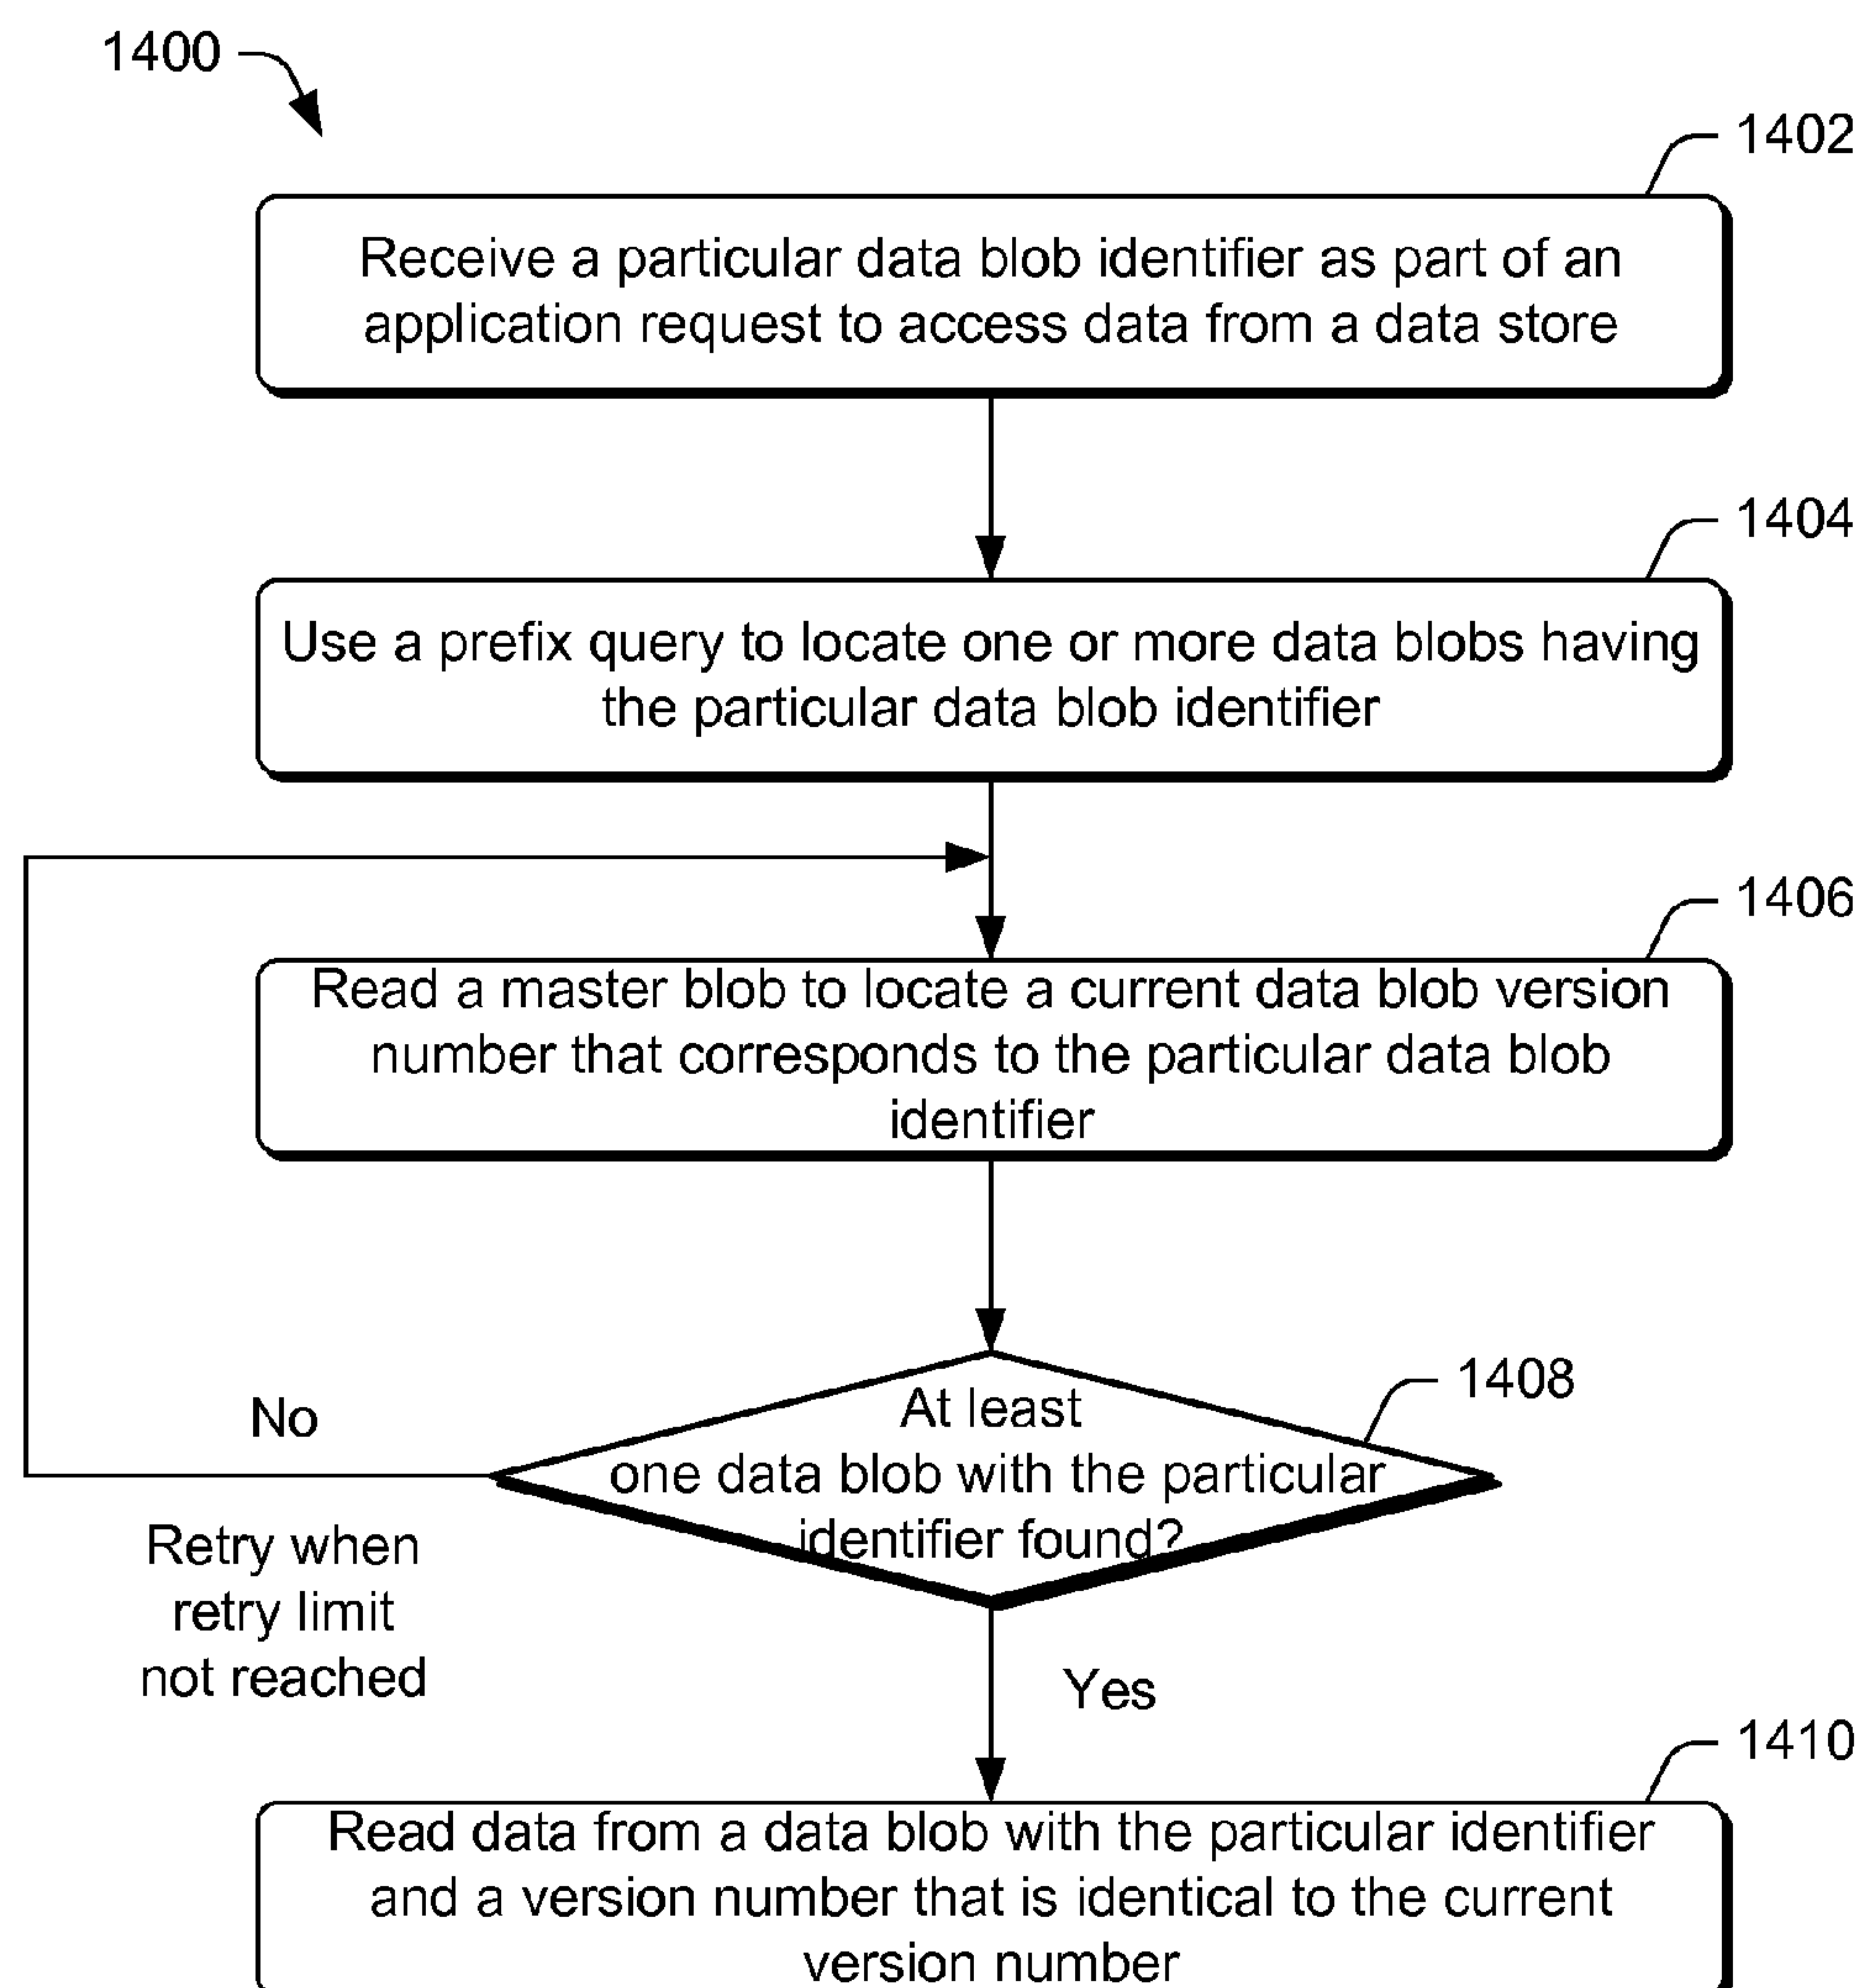 1400
1402
Receive a particular data blob identifier as part of an
application request to access data from a data store
1404
Use a prefix query to locate one or more data blobs having
the particular data blob identifier
1406
Read a master blob to locate a current data blob version
number that corresponds to the particular data blob
identifier
1408
At least
one data blob with the particular
identifier found?
No
Retry when
retry limit
not reached
Yes
1410
Read data from a data blob with the particular identifier
and a version number that is identical to the current
version number